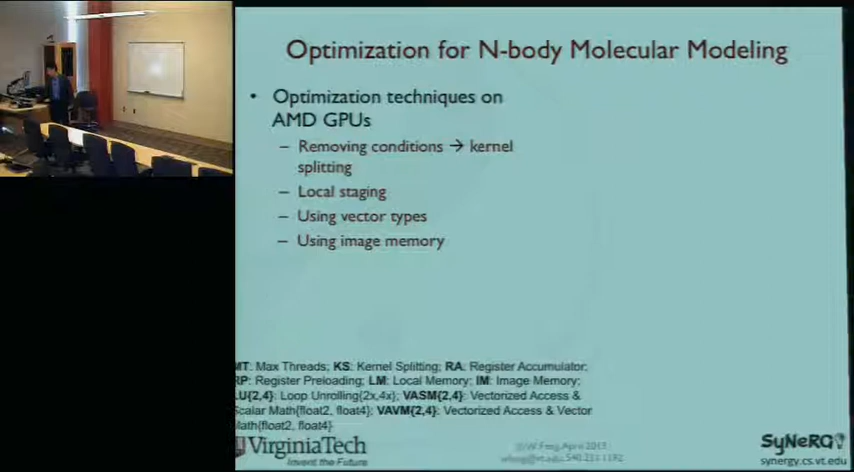 Optimization for N-body Molecular Modeling
• Optimization techniques on
AMD GPUs
– Removing conditions → kernel
splitting
– Local staging
– Using vector types
– Using image memory
MT: Max Threads; KS: Kernel Splitting; RA: Register Accumulator;
RP: Register Preloading; LM: Local Memory; IM: Image Memory;
LU{2,4}: Loop Unrolling{2x,4x}; VASM{2,4}: Vectorized Access &
Scalar Math{float2, float4}; VAVM{2,4}: Vectorized Access & Vector
Math{float2, float4}
VirginiaTech
Invent the Future
SyNeRG
synergy.cs.vt.edu